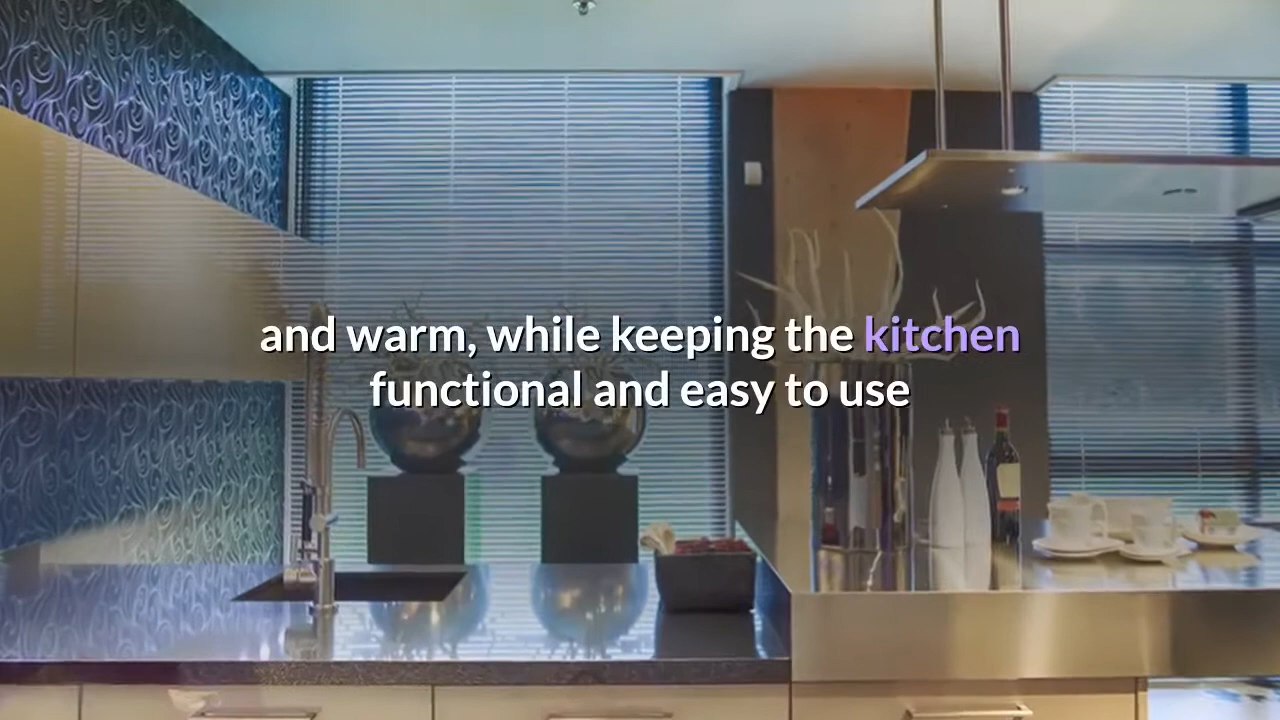 and warm, while keeping the kitchen
functional and easy to use